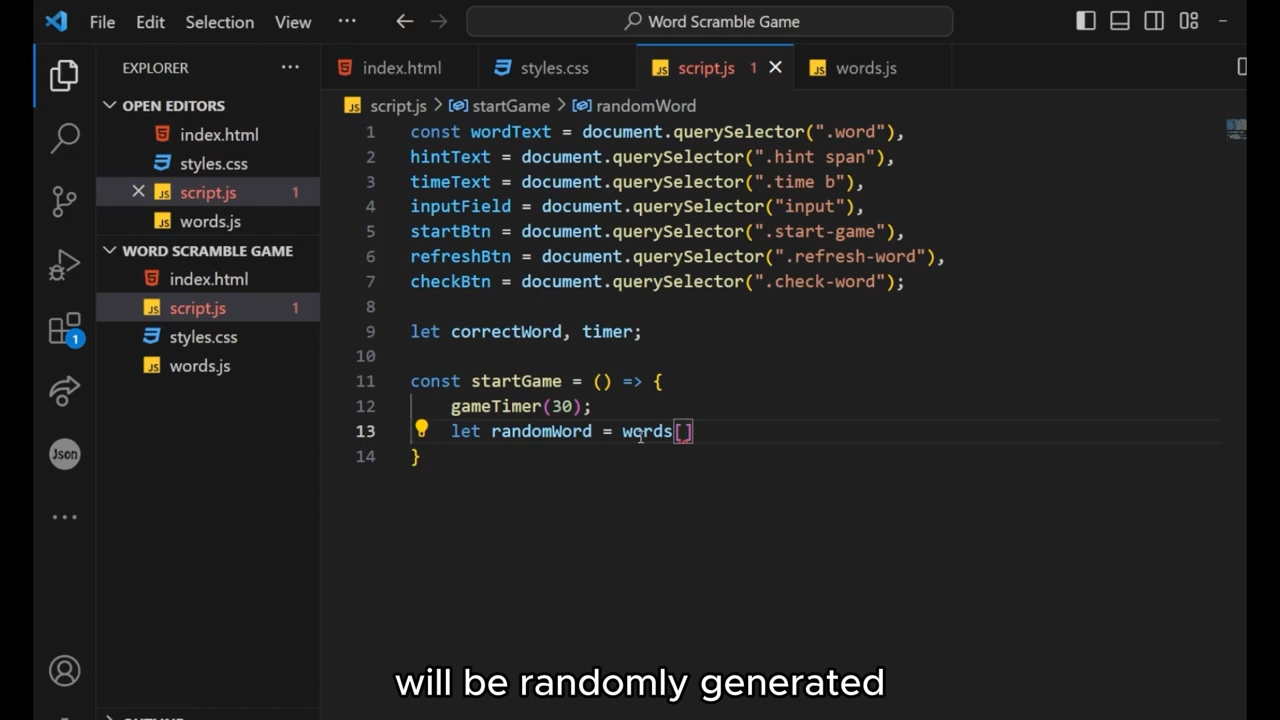 File Edit Selection View ... Word Scramble Game
EXPLORER ...
OPEN EDITORS
index.html
styles.css
script.js 1
words.js
WORD SCRAMBLE GAME
index.html
script.js 1
styles.css
words.js
1
Json
index.html styles.css script.js 1 words.js
script.js > startGame > randomWord
1 const wordText = document.querySelector(".word"),
2 hintText = document.querySelector(".hint span"),
3 timeText = document.querySelector(".time b"),
4 inputField = document.querySelector("input"),
5 startBtn = document.querySelector(".start-game"),
6 refreshBtn = document.querySelector(".refresh-word"),
7 checkBtn = document.querySelector(".check-word");
8
9 let correctWord, timer;
10
11 const startGame = () => {
12 gameTimer(30);
13 let randomWord = words[]
14 }
will be randomly generated